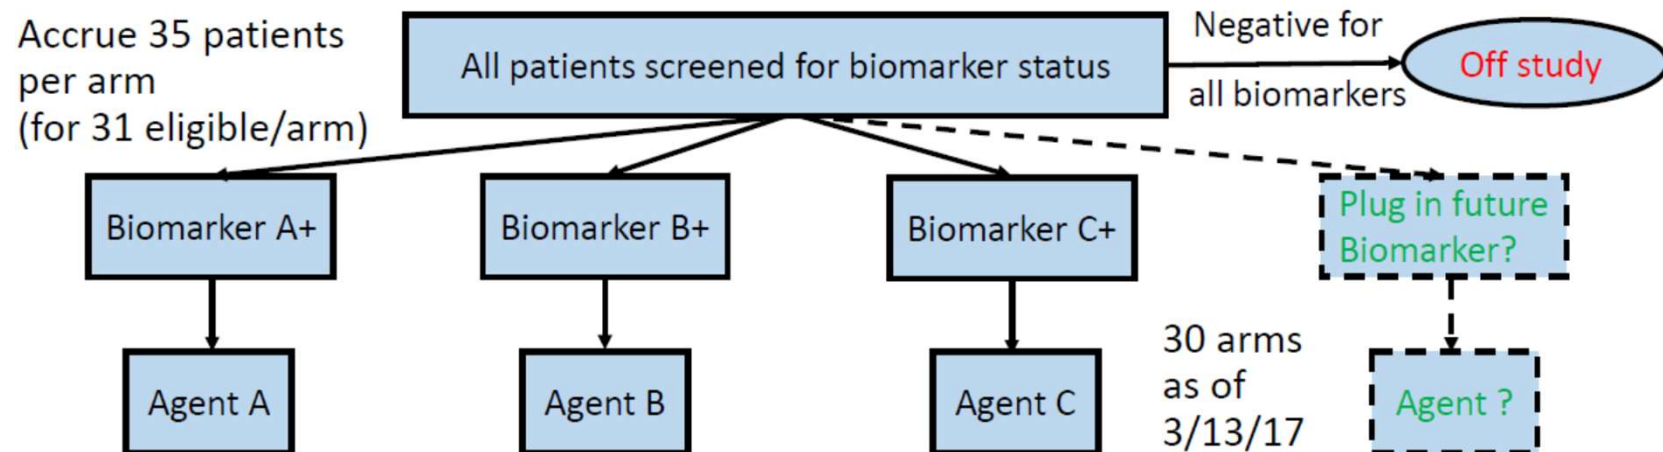 Accrue 35 patients
per arm
(for 31 eligible/arm)
All patients screened for biomarker status
Negative for
all biomarkers
Off study
Biomarker A+
Biomarker B+
Biomarker C+
Plug in future
Biomarker?
Agent A
Agent B
Agent C
30 arms
as of
3/13/17
Agent ?